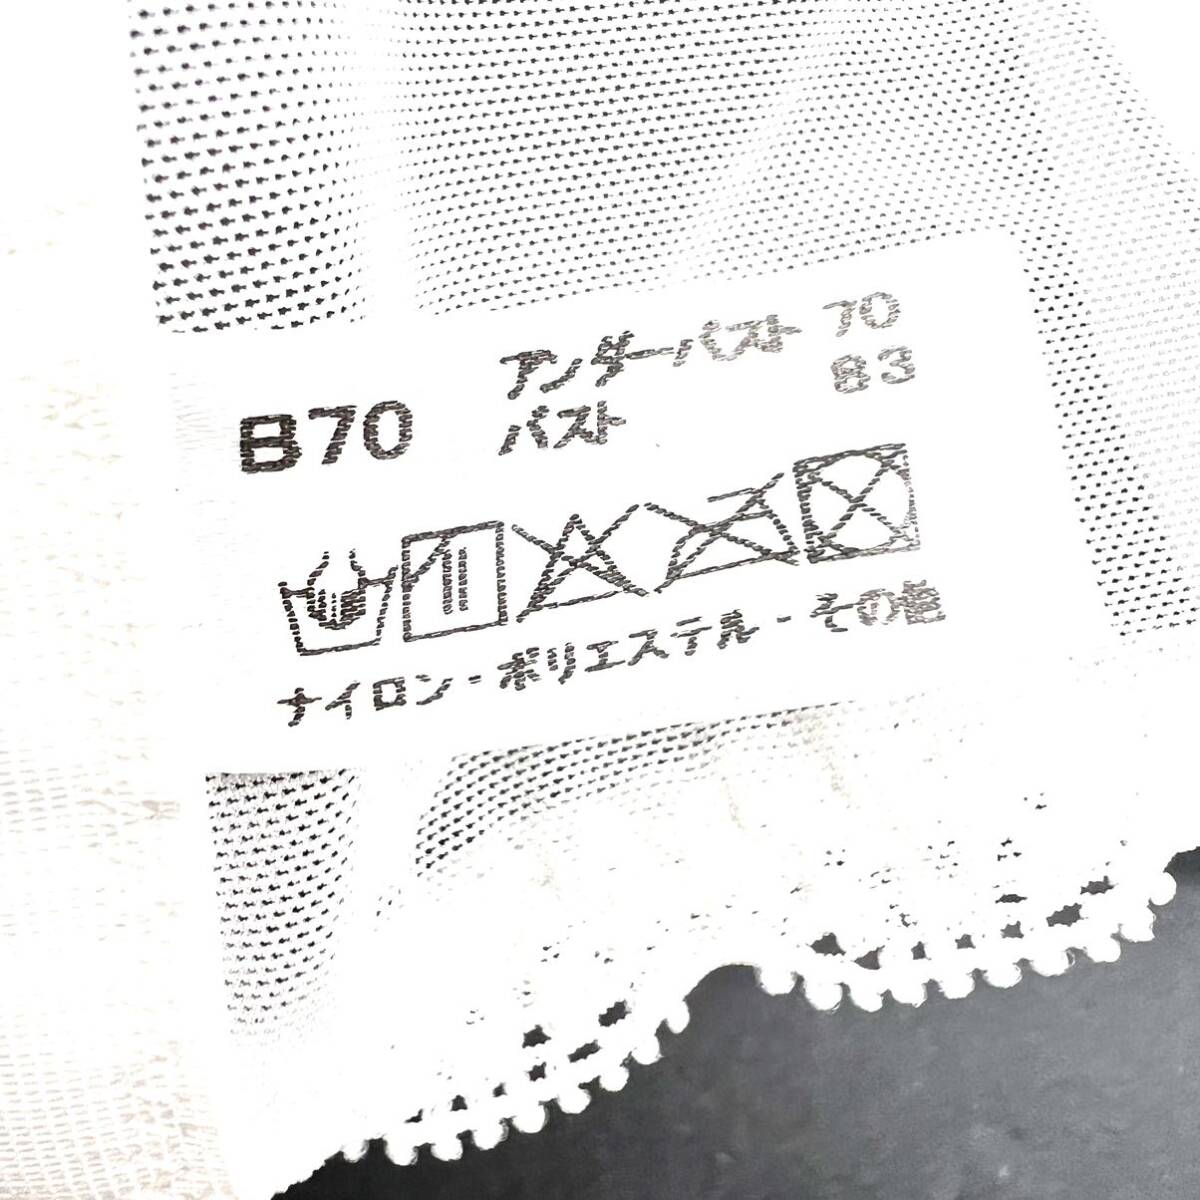 B70
アンダーバスト 70
バスト 83
ナイロン・ポリエステル・その他